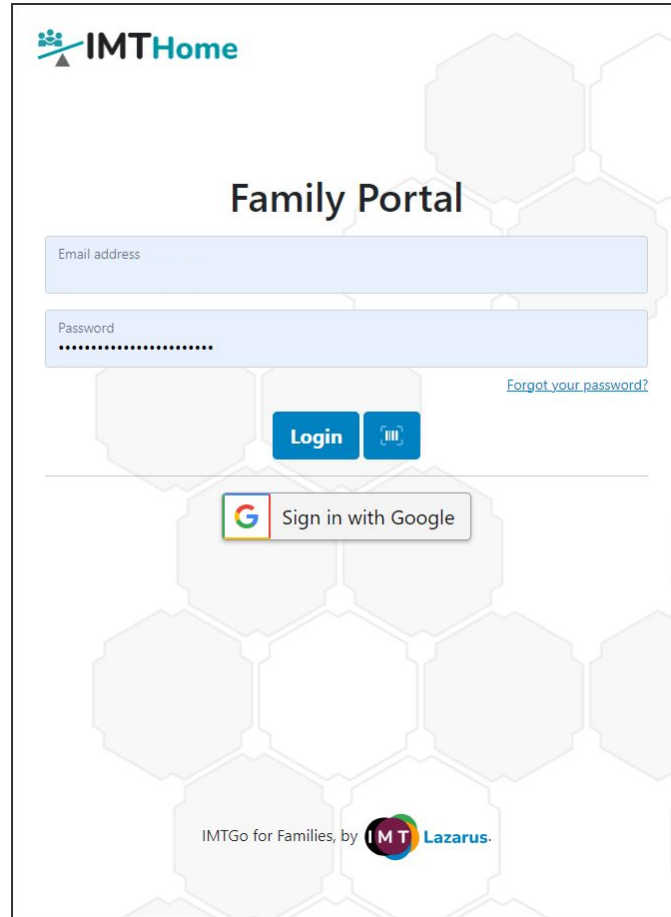 IMTHome
Family Portal
Email address
Password
••••••••••••••••••••••••
Forgot your password?
Login
Sign in with Google
IMTGo for Families, by IMT Lazarus.